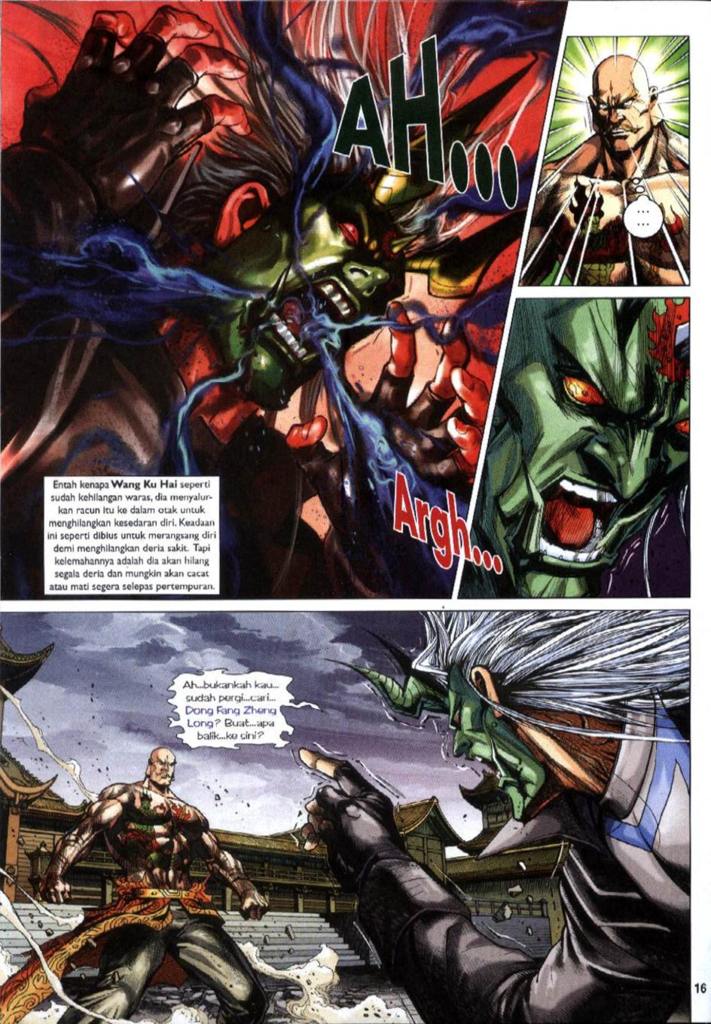 AH...
...
Entah kenapa Wang Ku Hai seperti
sudah kehilangan waras, dia menyalur-
kan racun itu ke dalam otak untuk
menghilangkan kesedaran diri. Keadaan
ini seperti dibius untuk merangsang diri
demi menghilangkan deria sakit. Tapi
kelemahannya adalah dia akan hilang
segala deria dan mungkin akan cacat
atau mati segera selepas pertempuran.
Argh...
Ah...bukankah kau...
sudah pergi...cari...
Dong Fang Zheng
Long? Buat...apa
balik...ke sini?
16